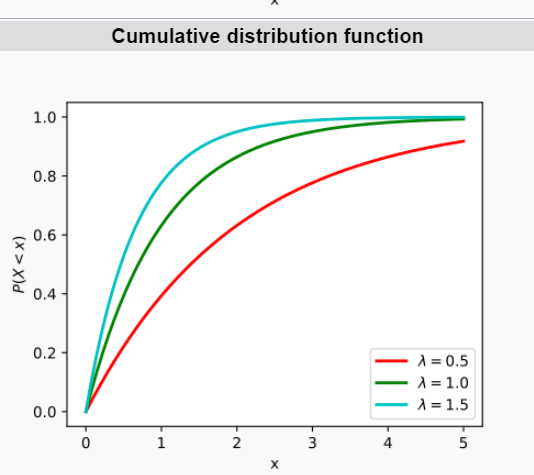 x
Cumulative distribution function
1.0
0.8
0.6
0.4
0.2
0.0
P(X < x)
0 1 2 3 4 5
x
λ = 0.5
λ = 1.0
λ = 1.5